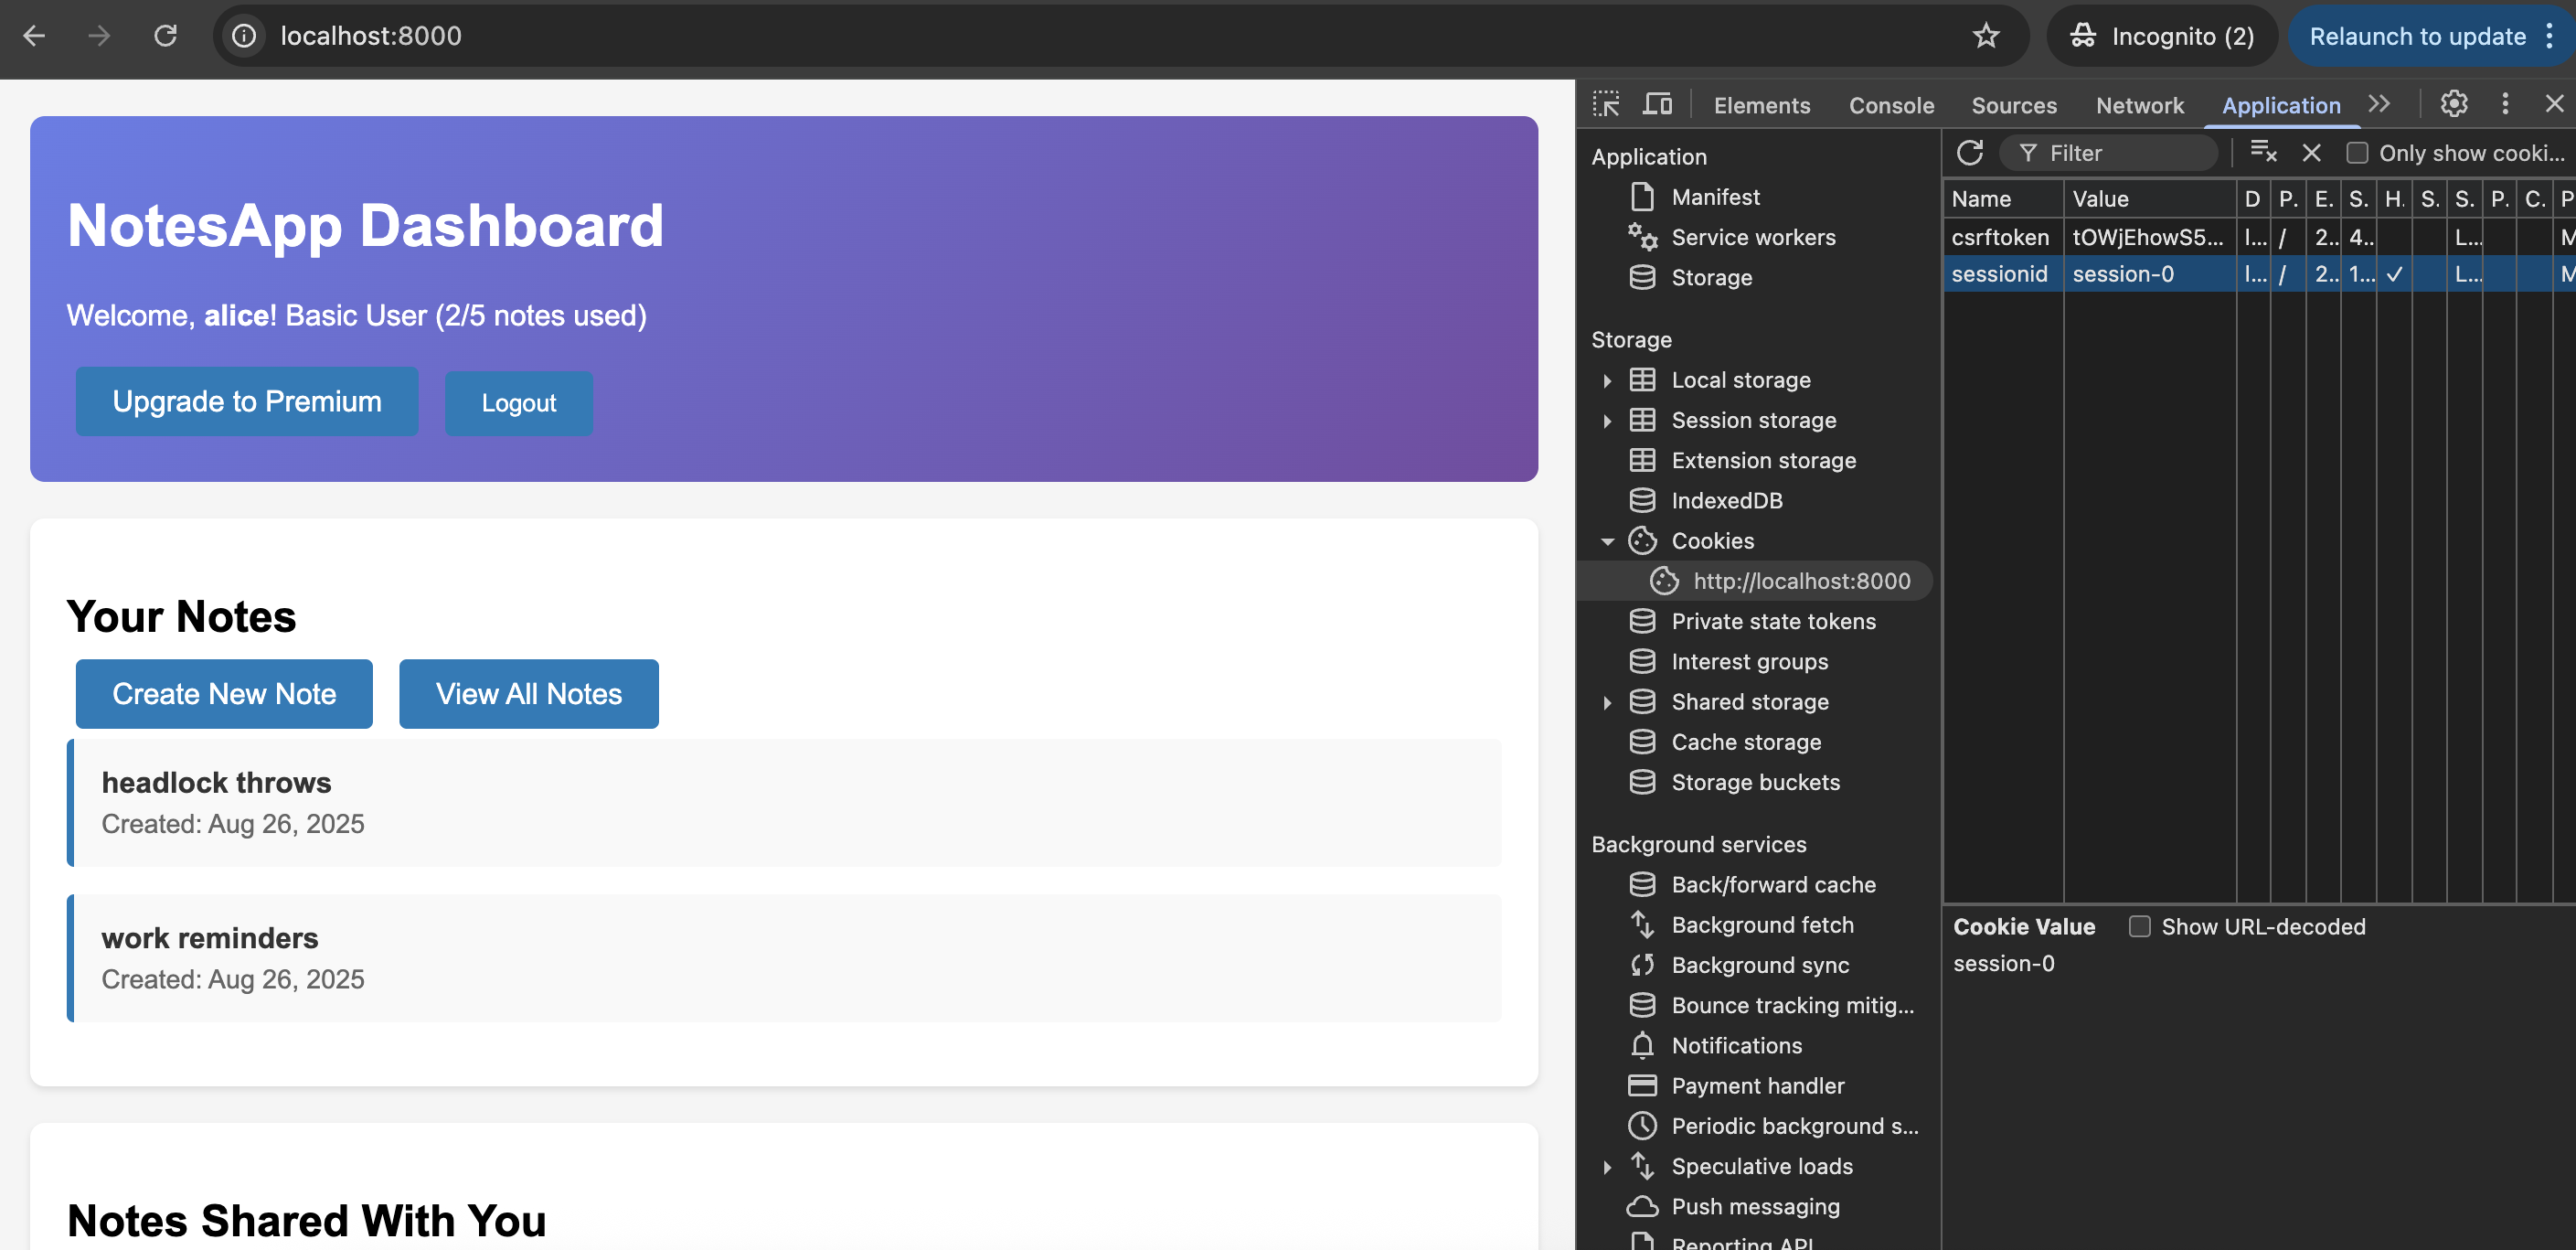 localhost:8000
Incognito (2)
Relaunch to update
NotesApp Dashboard
Welcome, alice! Basic User (2/5 notes used)
Upgrade to Premium
Logout
Your Notes
Create New Note
View All Notes
headlock throws
Created: Aug 26, 2025
work reminders
Created: Aug 26, 2025
Notes Shared With You
Elements Console Sources Network Application
Application
Manifest
Service workers
Storage
Storage
Local storage
Session storage
Extension storage
IndexedDB
Cookies
http://localhost:8000
Private state tokens
Interest groups
Shared storage
Cache storage
Storage buckets
Background services
Back/forward cache
Background fetch
Background sync
Bounce tracking mitig...
Notifications
Payment handler
Periodic background s...
Speculative loads
Push messaging
Reporting API
Filter
Only show cooki...
Name Value D P. E. S. H. S. S. P. C. P
csrftoken tOWjEhowS5... l... / 2.. 4.. L... M
sessionid session-0 l... / 2.. 1... ✓ L... M
Cookie Value Show URL-decoded
session-0